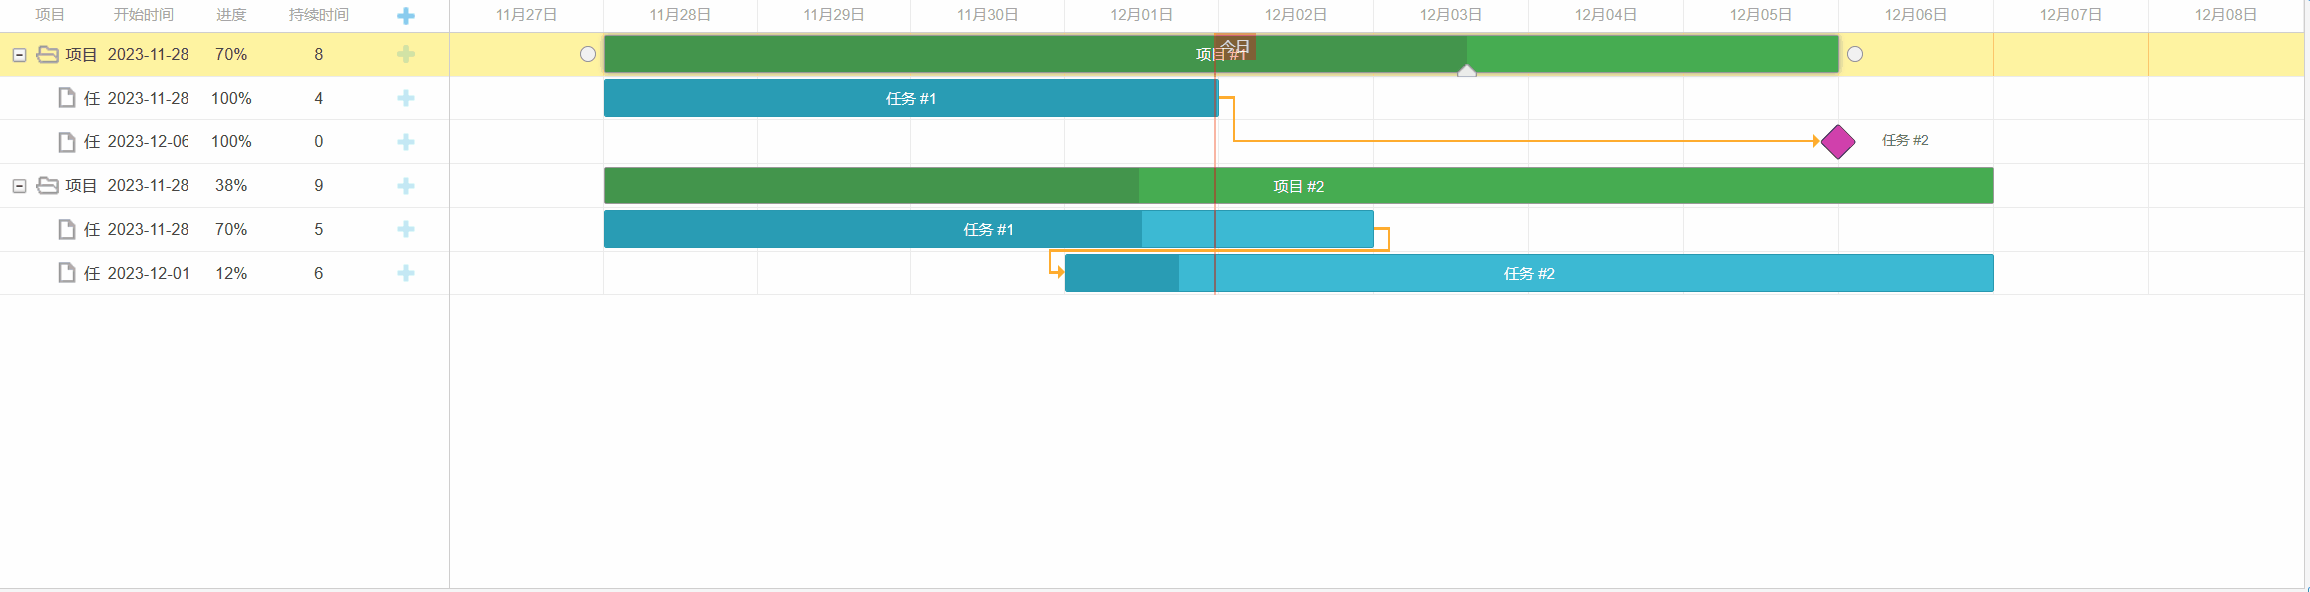 项目 开始时间 进度 持续时间 11月27日 11月28日 11月29日 11月30日 12月01日 12月02日 12月03日 12月04日 12月05日 12月06日 12月07日 12月08日
项目 2023-11-28 70% 8 项目 #1 今日
任 2023-11-28 100% 4 任务 #1
任 2023-12-06 100% 0 任务 #2
项目 2023-11-28 38% 9 项目 #2
任 2023-11-28 70% 5 任务 #1
任 2023-12-01 12% 6 任务 #2